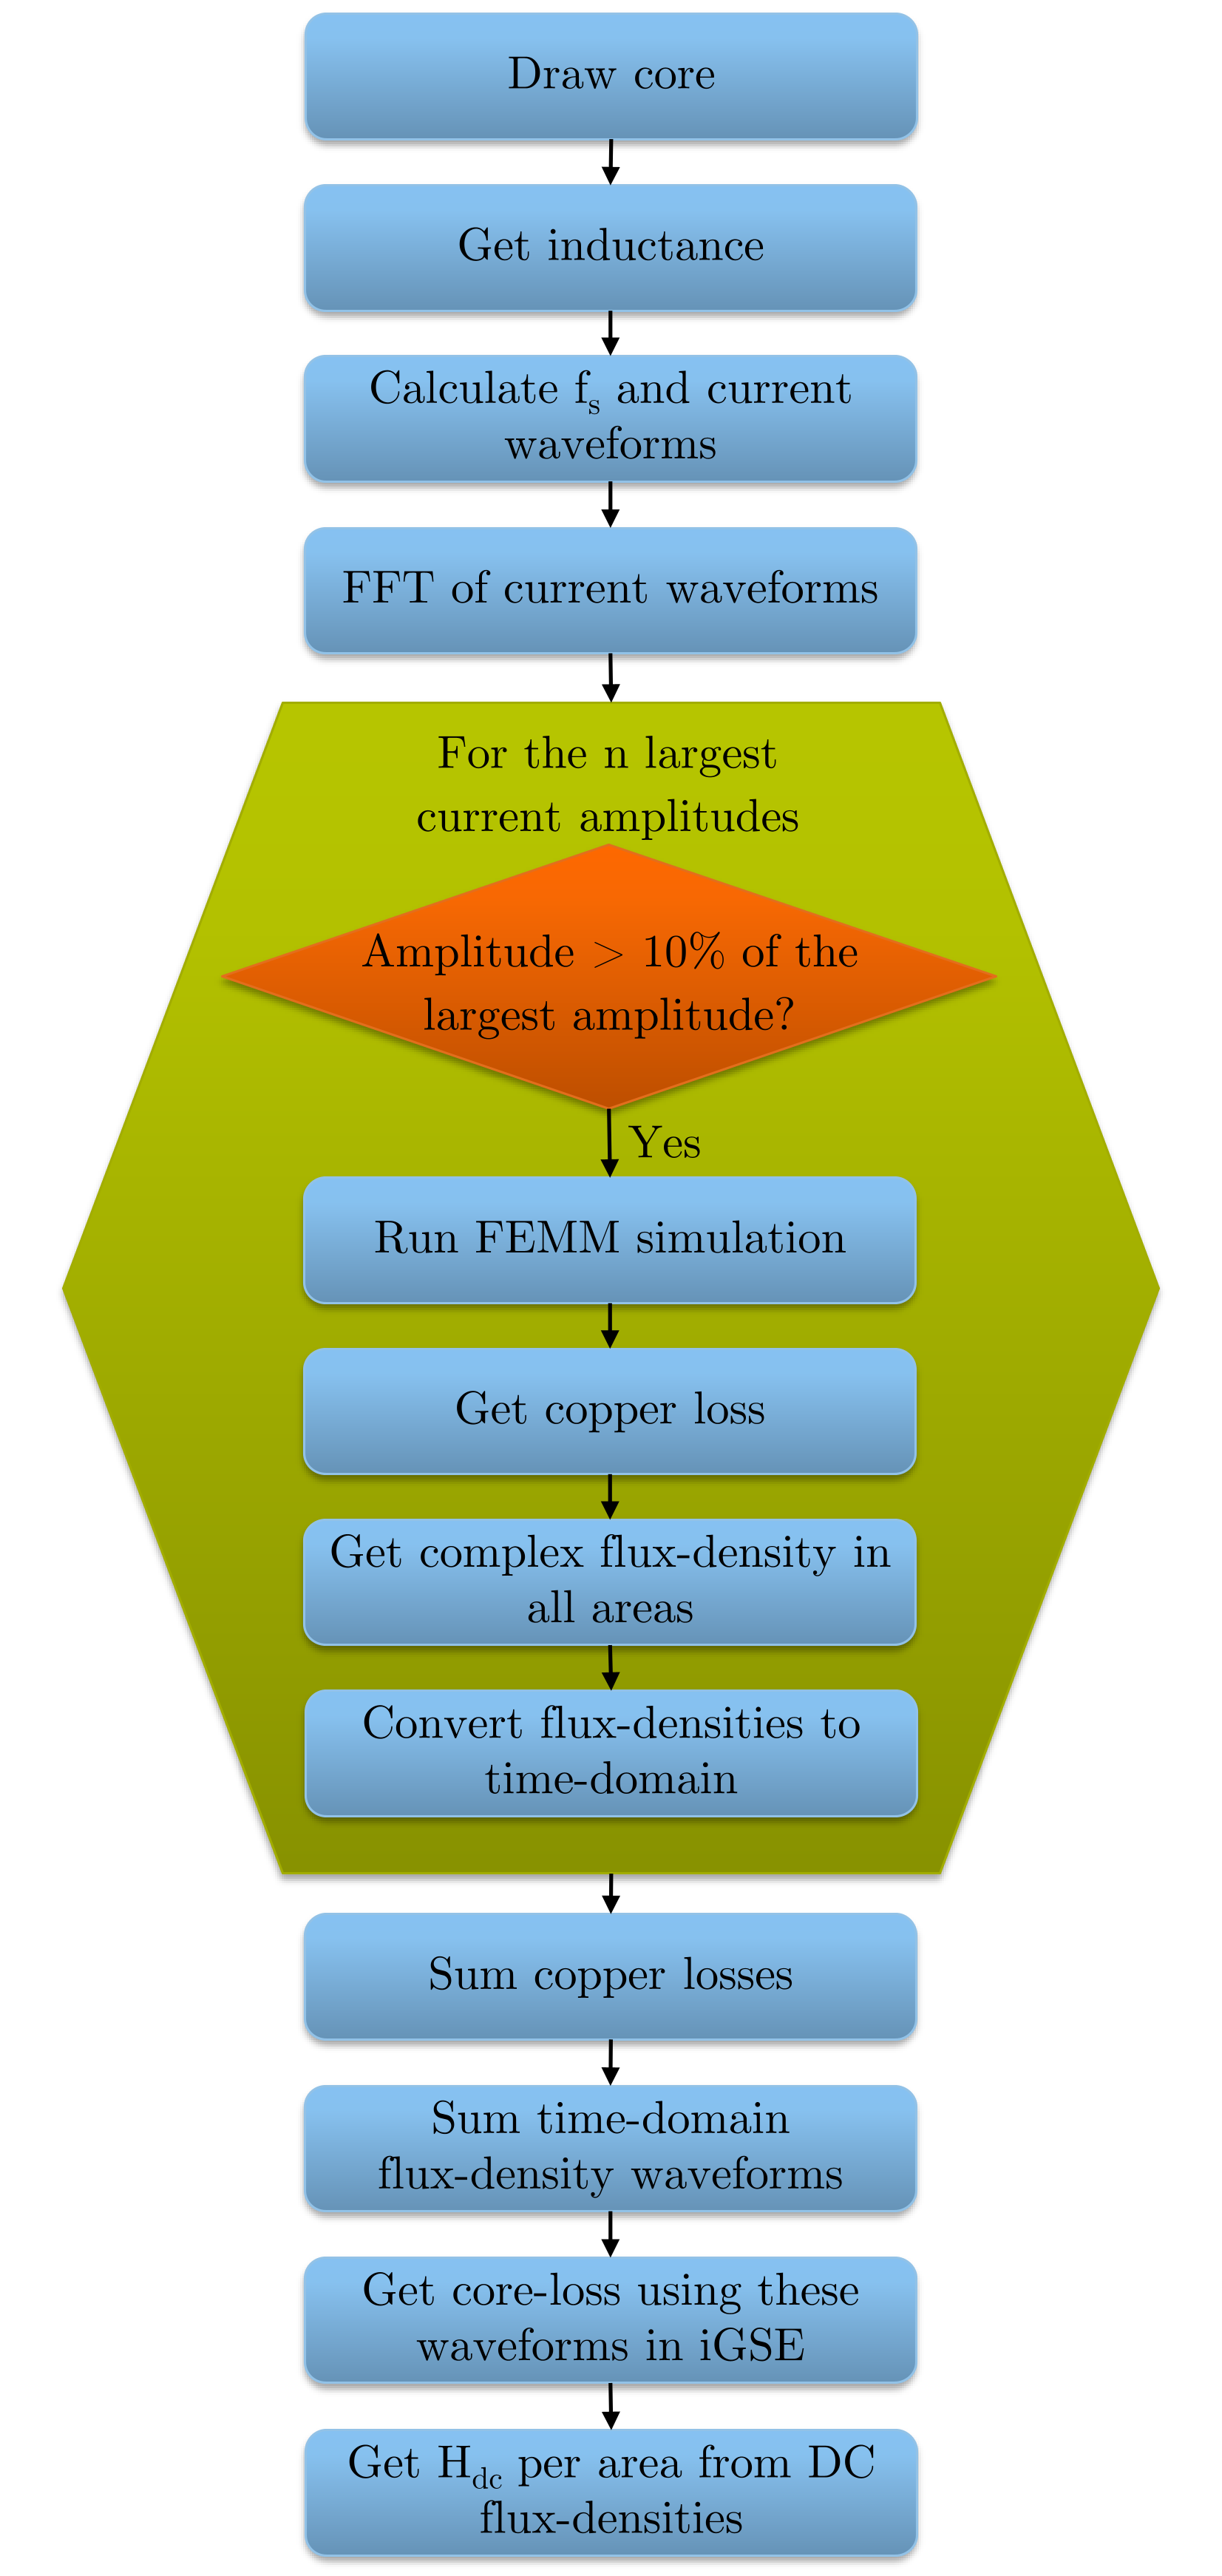 Draw core
Get inductance
Calculate fs and current
waveforms
FFT of current waveforms
For the n largest
current amplitudes
Amplitude > 10% of the
largest amplitude?
Yes
Run FEMM simulation
Get copper loss
Get complex flux-density in
all areas
Convert flux-densities to
time-domain
Sum copper losses
Sum time-domain
flux-density waveforms
Get core-loss using these
waveforms in iGSE
Get Hdc per area from DC
flux-densities